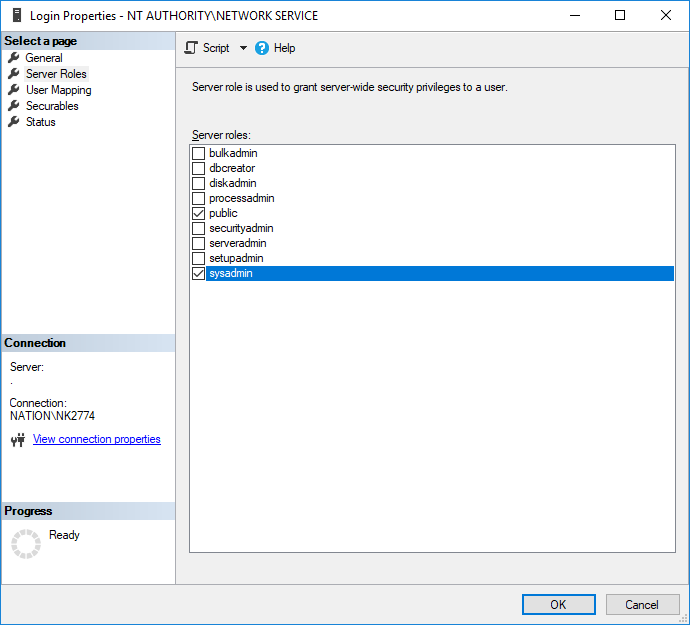 Login Properties - NT AUTHORITY\NETWORK SERVICE
Select a page
General
Server Roles
User Mapping
Securables
Status
Script
Help
Server role is used to grant server-wide security privileges to a user.
Server roles:
bulkadmin
dbcreator
diskadmin
processadmin
public
securityadmin
serveradmin
setupadmin
sysadmin
Connection
Server:
.
Connection:
NATION\NK2774
View connection properties
Progress
Ready
OK
Cancel